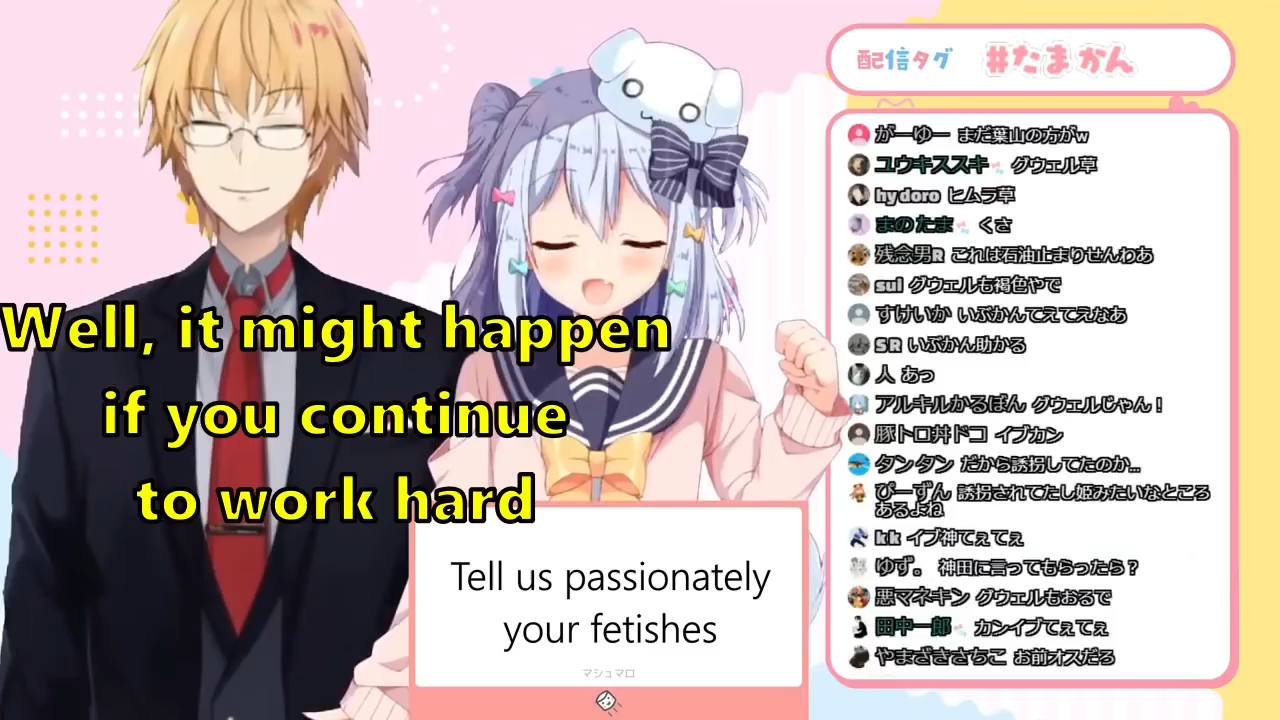 配信タグ #たまかん
がーゆー まだ葉山の方がw
ユウキススキ グウェル草
hydoro ヒムラ草
まのたま くさ
残念男R これは石油止まりせんわあ
sul グウェルも褐色やで
すけいか いぶかんてえてえなあ
SR いぶかん助かる
人 あっ
アルキルかるぼん グウェルじゃん!
豚トロ丼ドコ イブカン
タンタン だから誘拐してたのか...
ぴーずん 誘拐されてたし姫みたいなところ
あるよね
kk イブ神てぇてぇ
ゆず。 神田に言ってもらったら?
悪マネキン グウェルもおるで
田中一郎 カンイブてぇてぇ
やまざきさちこ お前オスだろ
Well, it might happen
if you continue
to work hard
Tell us passionately
your fetishes
マシュマロ